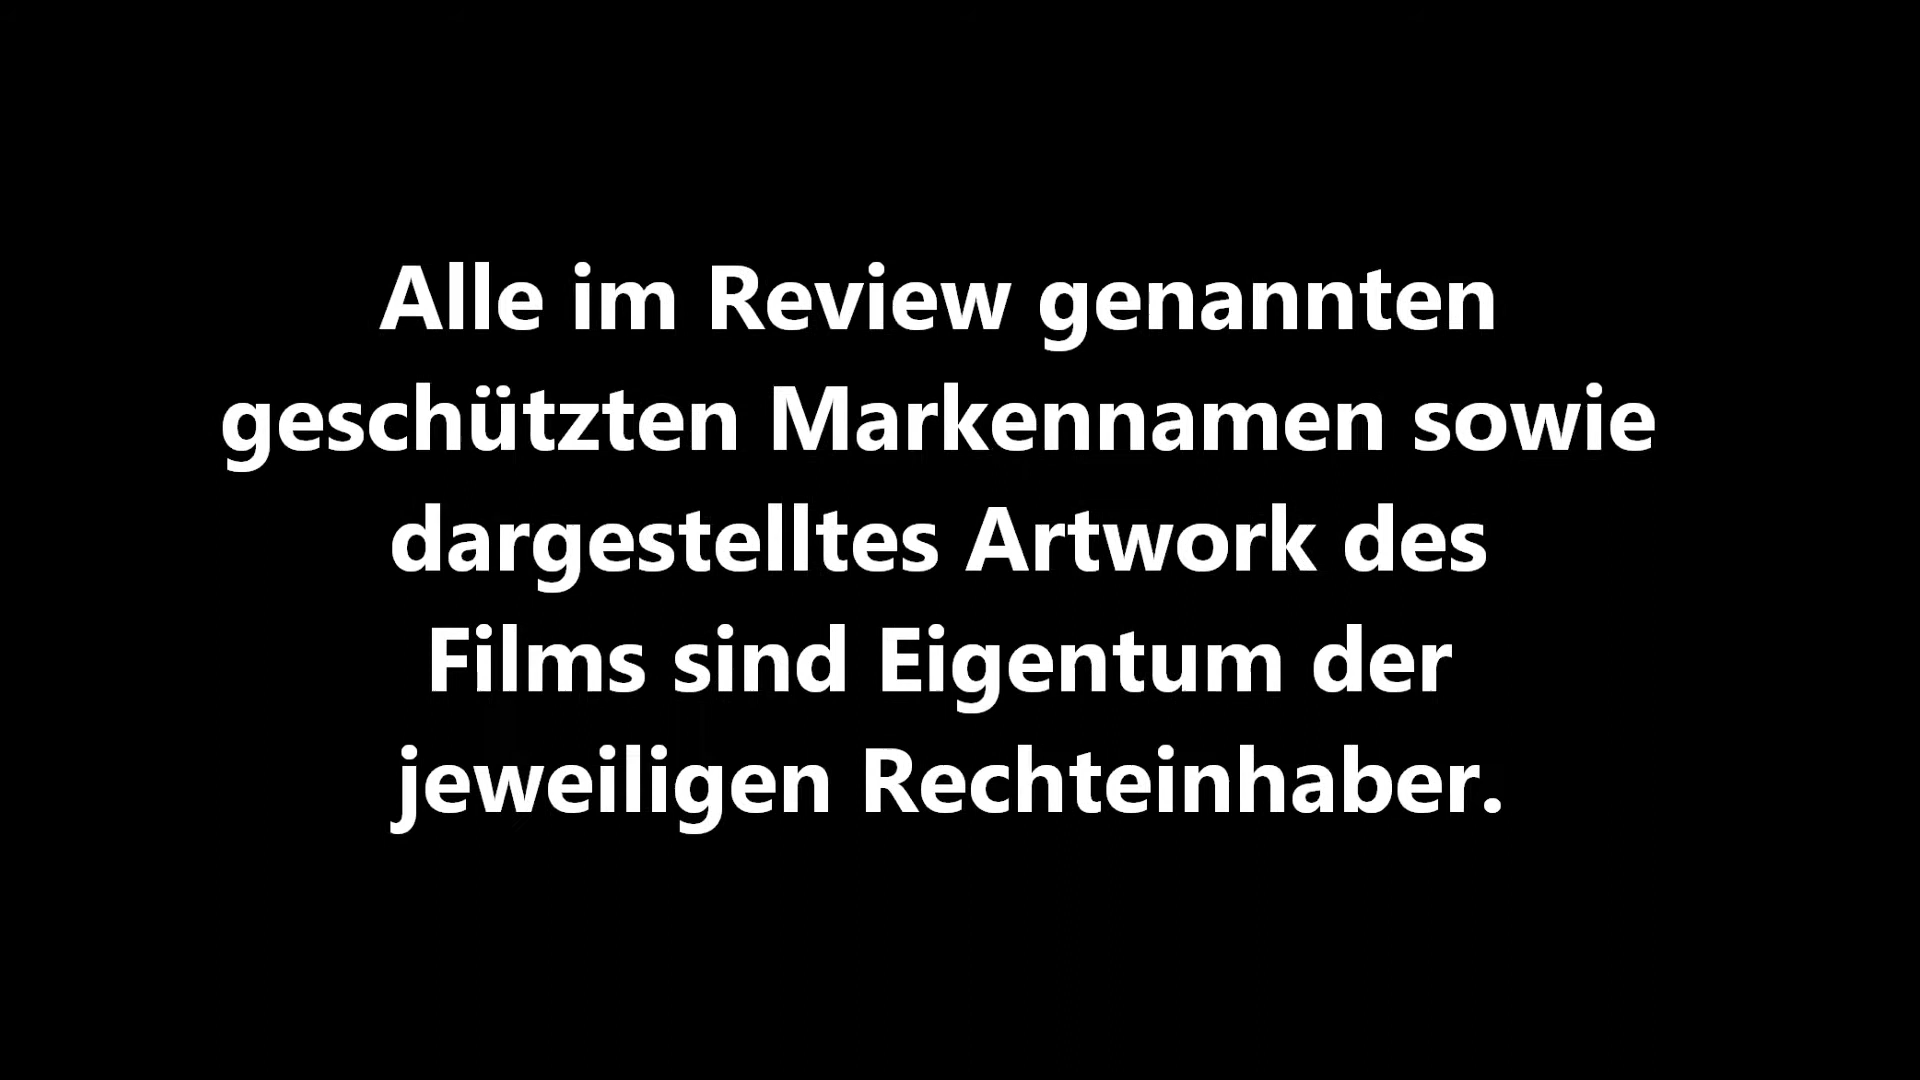 Alle im Review genannten
geschützten Markennamen sowie
dargestelltes Artwork des
Films sind Eigentum der
jeweiligen Rechteinhaber.